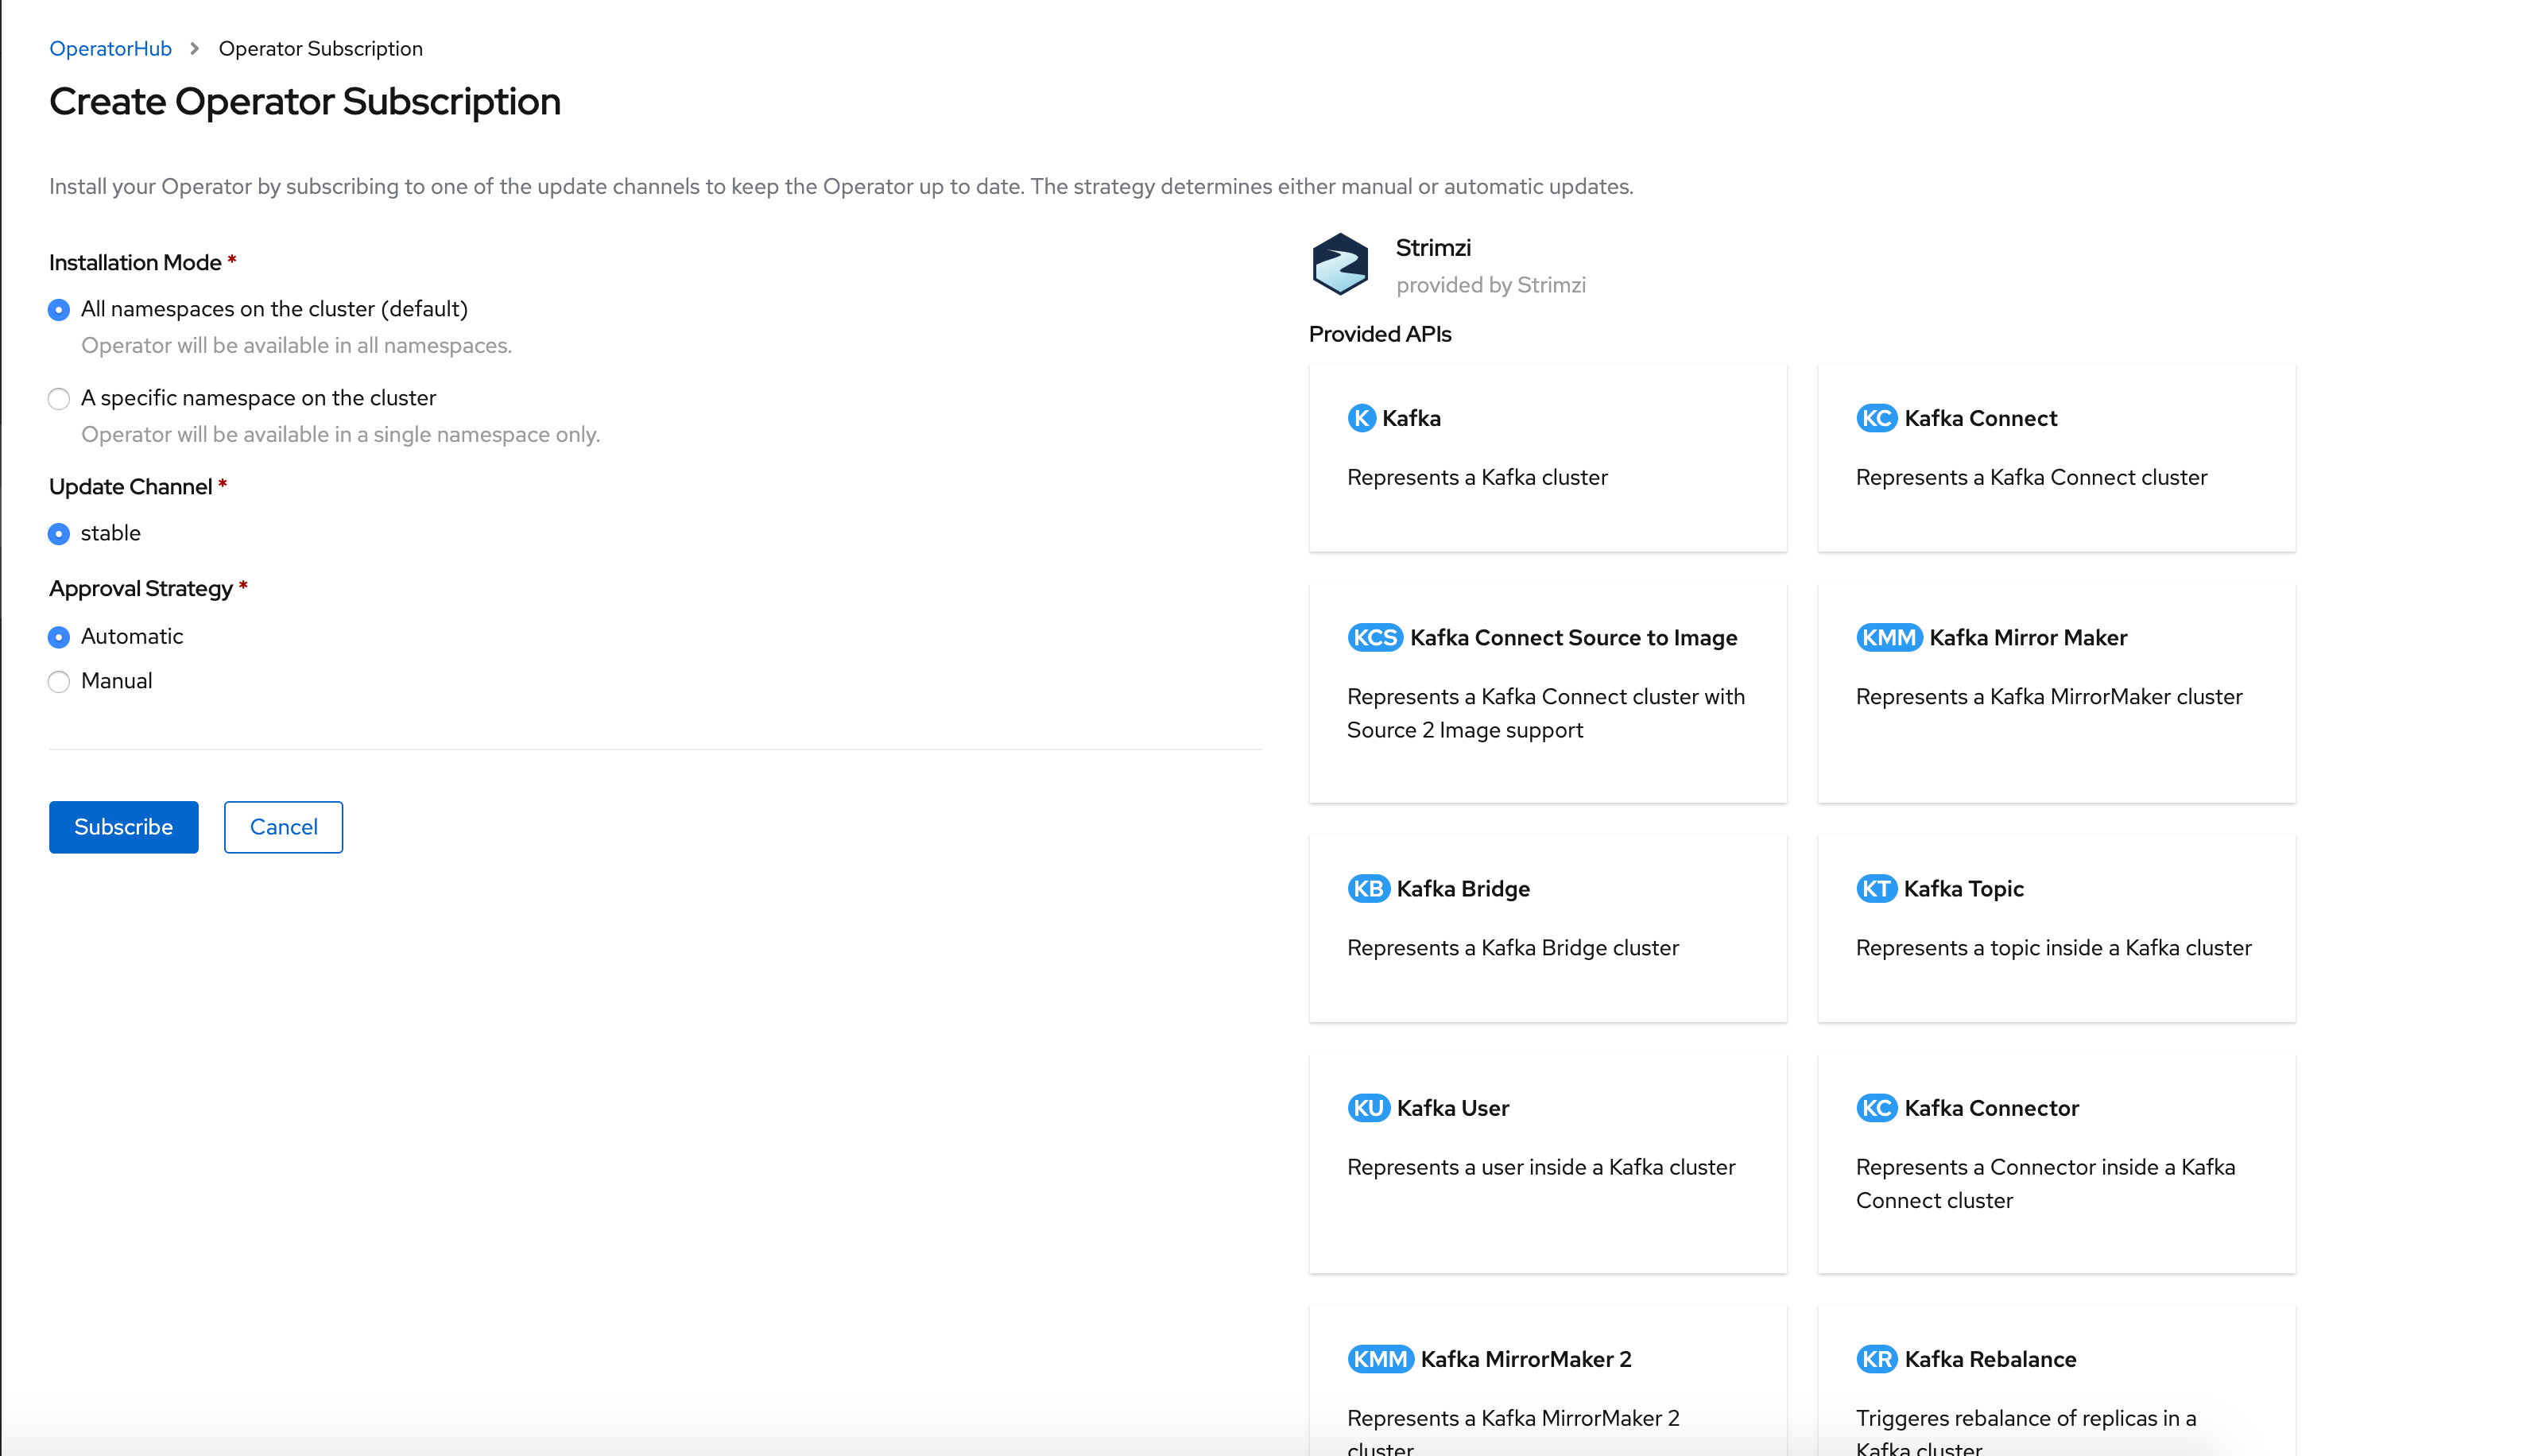 OperatorHub > Operator Subscription
Create Operator Subscription
Install your Operator by subscribing to one of the update channels to keep the Operator up to date. The strategy determines either manual or automatic updates.
Installation Mode *
All namespaces on the cluster (default)
Operator will be available in all namespaces.
A specific namespace on the cluster
Operator will be available in a single namespace only.
Update Channel *
stable
Approval Strategy *
Automatic
Manual
Subscribe Cancel
Strimzi
provided by Strimzi
Provided APIs
K Kafka
Represents a Kafka cluster
KC Kafka Connect
Represents a Kafka Connect cluster
KCS Kafka Connect Source to Image
Represents a Kafka Connect cluster with
Source 2 Image support
KMM Kafka Mirror Maker
Represents a Kafka MirrorMaker cluster
KB Kafka Bridge
Represents a Kafka Bridge cluster
KT Kafka Topic
Represents a topic inside a Kafka cluster
KU Kafka User
Represents a user inside a Kafka cluster
KC Kafka Connector
Represents a Connector inside a Kafka
Connect cluster
KMM Kafka MirrorMaker 2
Represents a Kafka MirrorMaker 2
cluster
KR Kafka Rebalance
Triggeres rebalance of replicas in a
Kafka cluster